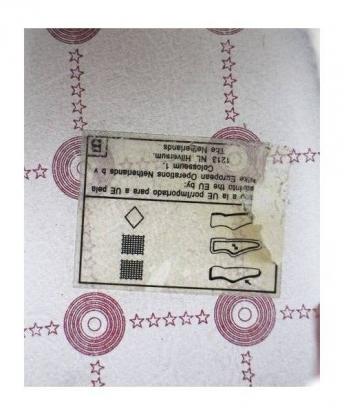 a la UE por/Importado para a UE pela
into the EU by:
European Operations Netherlands b v
Colosseum 1,
1213 NL Hilversum.
The Netherlands